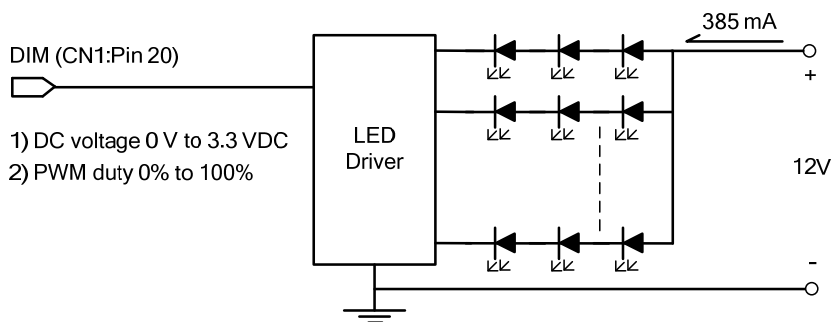 385 mA
DIM (CN1:Pin 20)
+
1) DC voltage 0 V to 3.3 VDC
2) PWM duty 0% to 100%
LED
Driver
12V
-